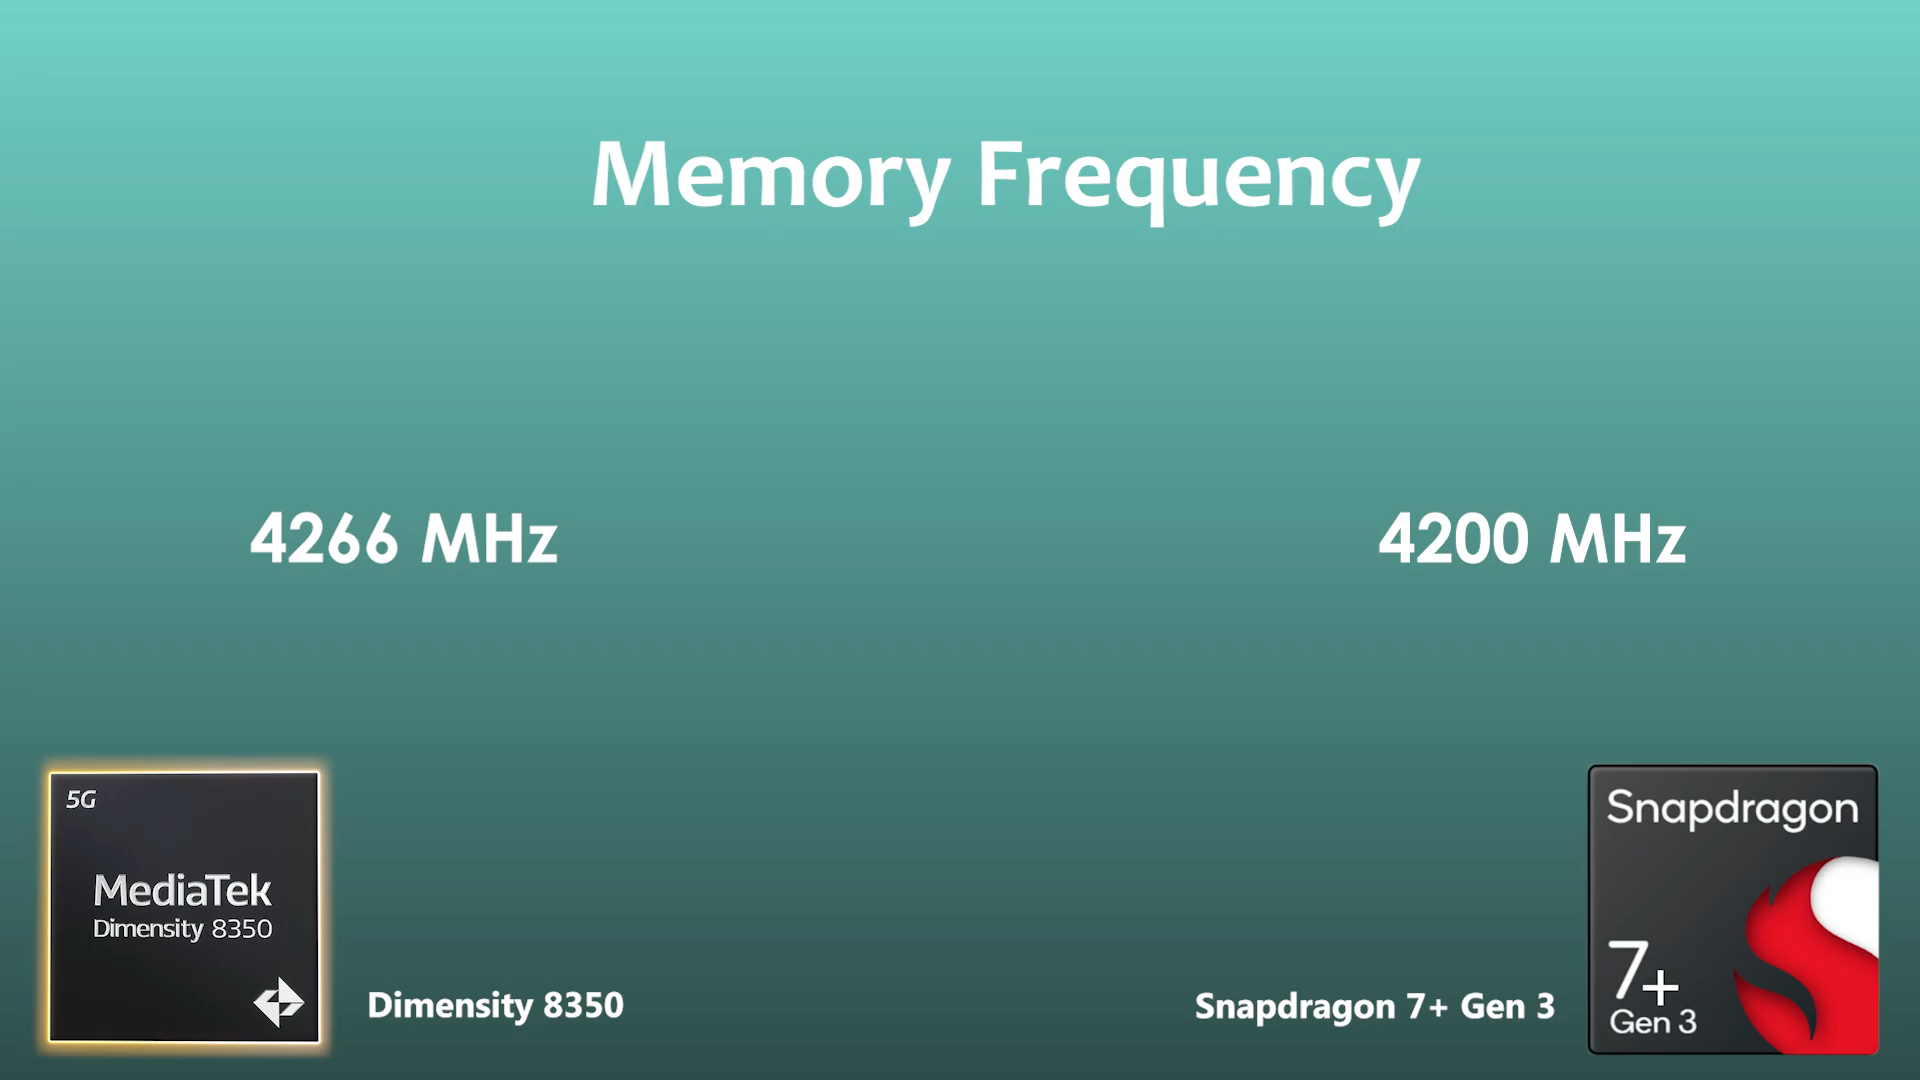 Memory Frequency
4266 MHz
4200 MHz
5G
MediaTek
Dimensity 8350
Dimensity 8350
Snapdragon 7+ Gen 3
Snapdragon
7+
Gen 3